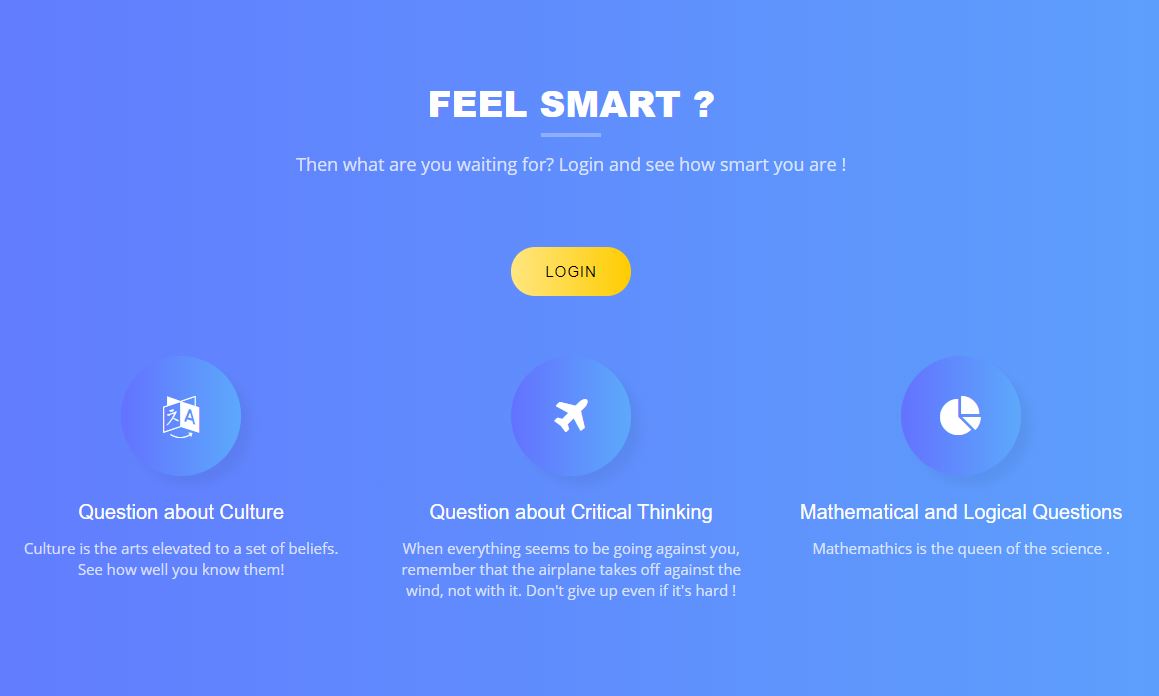 FEEL SMART ?
Then what are you waiting for? Login and see how smart you are !
LOGIN
文 A
Question about Culture
Culture is the arts elevated to a set of beliefs.
See how well you know them!
Question about Critical Thinking
When everything seems to be going against you,
remember that the airplane takes off against the
wind, not with it. Don't give up even if it's hard !
Mathematical and Logical Questions
Mathemathics is the queen of the science .